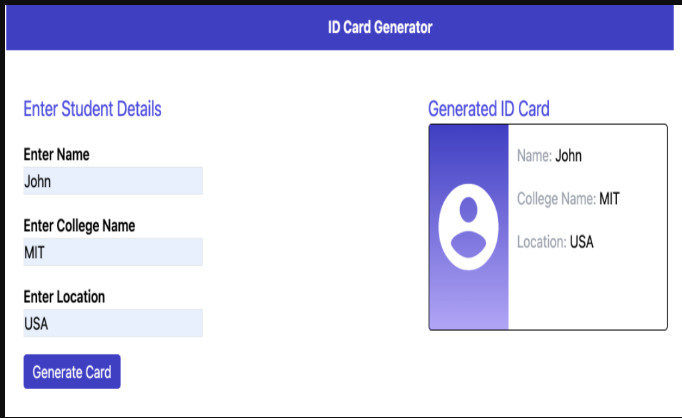 ID Card Generator
Enter Student Details
Enter Name
John
Enter College Name
MIT
Enter Location
USA
Generate Card
Generated ID Card
Name: John
College Name: MIT
Location: USA